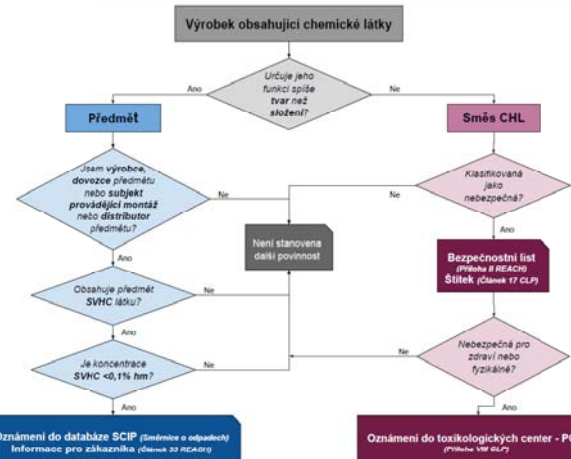 Výrobek obsahující chemické látky
Určuje jeho
funkci spíše
tvar než
složení?
Ano
Ne
Předmět
Směs CHL
Jsem výrobce,
dovozce předmětu
nebo subjekt
provádějící montáž
nebo distributor
předmětu?
Ne
Ne
Klasifikovaná
jako
nebezpečná?
Ano
Není stanovena
další povinnost
Ano
Bezpečnostní list
(Příloha II REACH)
Štítek (Článek 17 CLP)
Obsahuje předmět
SVHC látku?
Ne
Ano
Je koncentrace
SVHC <0,1% hm?
Ne
Ne
Nebezpečná pro
zdraví nebo
fyzikálně?
Ano
Ano
Oznámení do databáze SCIP (Směrnice o odpadech)
Informace pro zákazníka (Článek 33 REACH)
Oznámení do toxikologických center -
(Příloha VIII CLP)